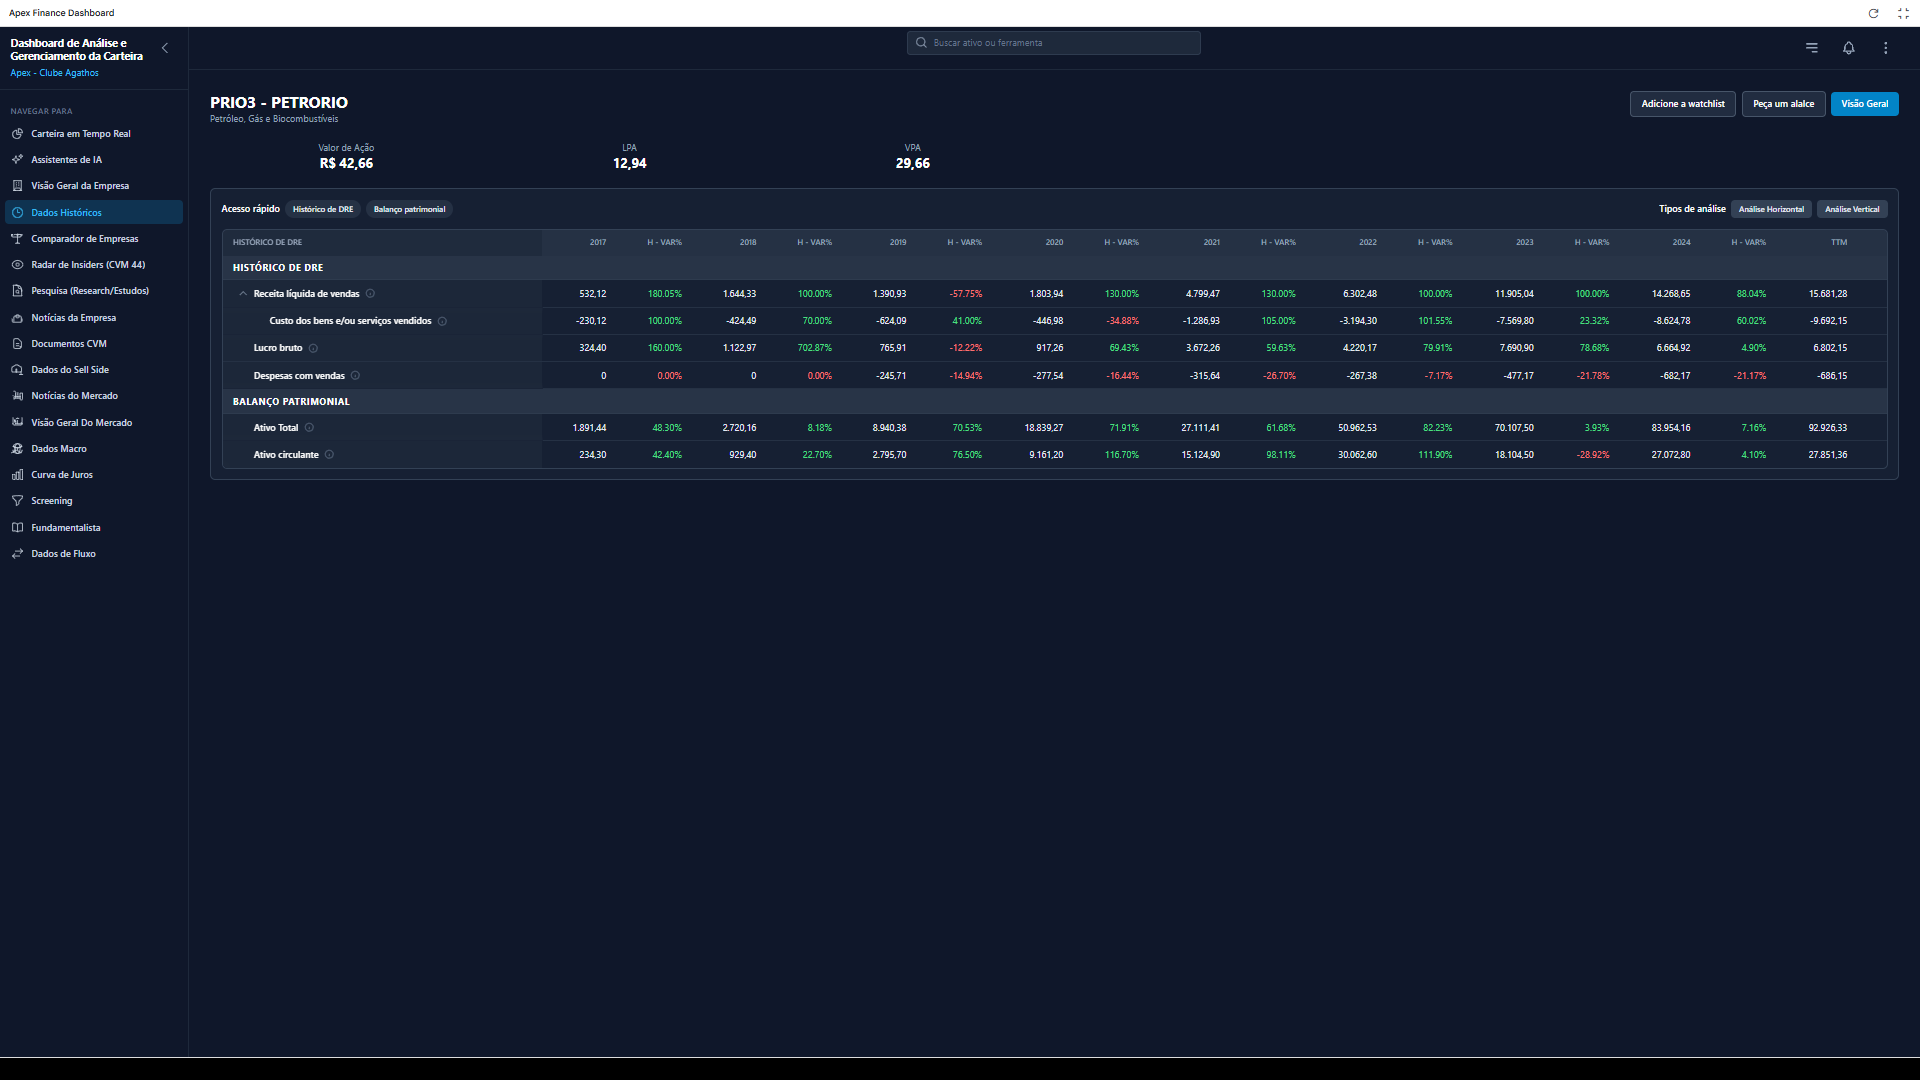 Apex Finance Dashboard
Dashboard de Análise e
Gerenciamento da Carteira
Apex - Clube Agathos
Buscar ativo ou ferramenta
NAVEGAR PARA
Carteira em Tempo Real
Assistentes de IA
Visão Geral da Empresa
Dados Históricos
Comparador de Empresas
Radar de Insiders (CVM 44)
Pesquisa (Research/Estudos)
Notícias da Empresa
Documentos CVM
Dados do Sell Side
Notícias do Mercado
Visão Geral Do Mercado
Dados Macro
Curva de Juros
Screening
Fundamentalista
Dados de Fluxo
PRIO3 - PETRORIO
Petróleo, Gás e Biocombustíveis
Adicione a watchlist Peça um alalce Visão Geral
Valor de Ação LPA VPA
R$ 42,66 12,94 29,66
Acesso rápido Histórico de DRE Balanço patrimonial Tipos de análise Análise Horizontal Análise Vertical
HISTÓRICO DE DRE 2017 H - VAR% 2018 H - VAR% 2019 H - VAR% 2020 H - VAR% 2021 H - VAR% 2022 H - VAR% 2023 H - VAR% 2024 H - VAR% TTM
HISTÓRICO DE DRE
Receita líquida de vendas 532,12 180.05% 1.644,33 100.00% 1.390,93 -57.75% 1.803,94 130.00% 4.799,47 130.00% 6.302,48 100.00% 11.905,04 100.00% 14.268,65 88.04% 15.681,28
Custo dos bens e/ou serviços vendidos -230,12 100.00% -424,49 70.00% -624,09 41.00% -446,98 -34.88% -1.286,93 105.00% -3.194,30 101.55% -7.569,80 23.32% -8.624,78 60.02% -9.692,15
Lucro bruto 324,40 160.00% 1.122,97 702.87% 765,91 -12.22% 917,26 69.43% 3.672,26 59.63% 4.220,17 79.91% 7.690,90 78.68% 6.664,92 4.90% 6.802,15
Despesas com vendas 0 0.00% 0 0.00% -245,71 -14.94% -277,54 -16.44% -315,64 -26.70% -267,38 -7.17% -477,17 -21.78% -682,17 -21.17% -686,15
BALANÇO PATRIMONIAL
Ativo Total 1.891,44 48.30% 2.720,16 8.18% 8.940,38 70.53% 18.839,27 71.91% 27.111,41 61.68% 50.962,53 82.23% 70.107,50 3.93% 83.954,16 7.16% 92.926,33
Ativo circulante 234,30 42.40% 929,40 22.70% 2.795,70 76.50% 9.161,20 116.70% 15.124,90 98.11% 30.062,60 111.90% 18.104,50 -28.92% 27.072,80 4.10% 27.851,36